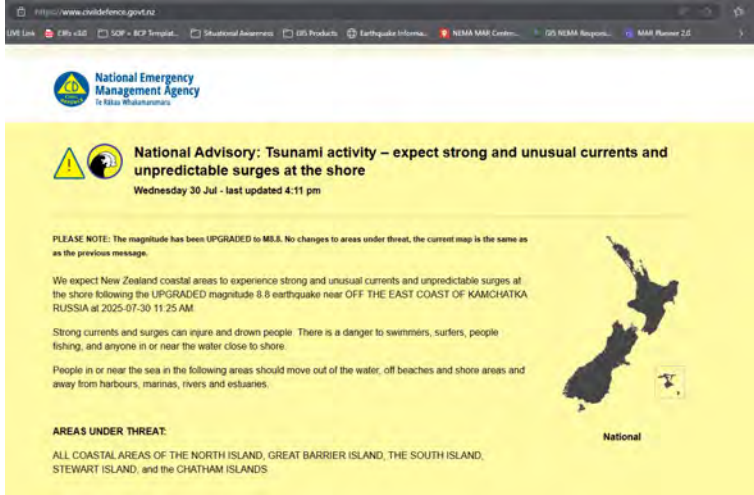 https://www.civildefence.govt.nz
LIVE Link
SOP + BCP Templat...
Situational Awareness
GIS Products
Earthquake Informa...
NEMA MAR Centre...
GIS NEMA Respons...
MAR Planner 2.0
National Emergency
Management Agency
Te Rākau Whakamarumaru
National Advisory: Tsunami activity – expect strong and unusual currents and
unpredictable surges at the shore
Wednesday 30 Jul - last updated 4:11 pm
PLEASE NOTE: The magnitude has been UPGRADED to M8.8. No changes to areas under threat, the current map is the same as
as the previous message.
We expect New Zealand coastal areas to experience strong and unusual currents and unpredictable surges at
the shore following the UPGRADED magnitude 8.8 earthquake near OFF THE EAST COAST OF KAMCHATKA
RUSSIA at 2025-07-30 11:25 AM.
Strong currents and surges can injure and drown people. There is a danger to swimmers, surfers, people
fishing, and anyone in or near the water close to shore.
People in or near the sea in the following areas should move out of the water, off beaches and shore areas and
away from harbours, marinas, rivers and estuaries.
AREAS UNDER THREAT:
ALL COASTAL AREAS OF THE NORTH ISLAND, GREAT BARRIER ISLAND, THE SOUTH ISLAND,
STEWART ISLAND, and the CHATHAM ISLANDS
National